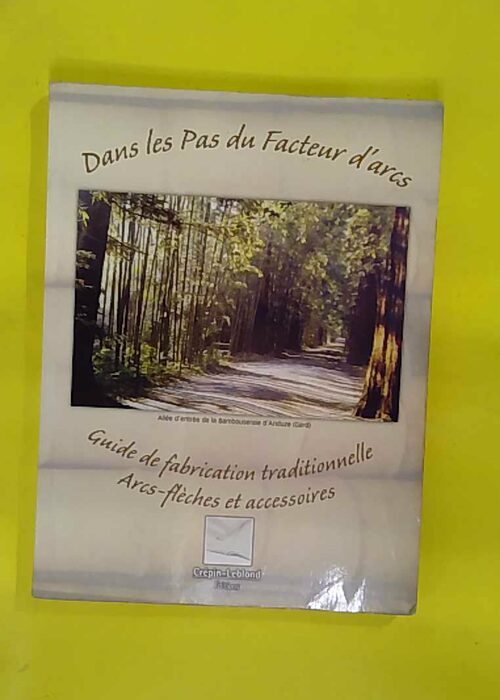 Dans les Pas du Facteur d'arcs
Allée d'entrée de la Bambouseraie d'Anduze (Gard)
Guide de fabrication traditionnelle
Arcs-flèches et accessoires
Crépin-Leblond
Éditions